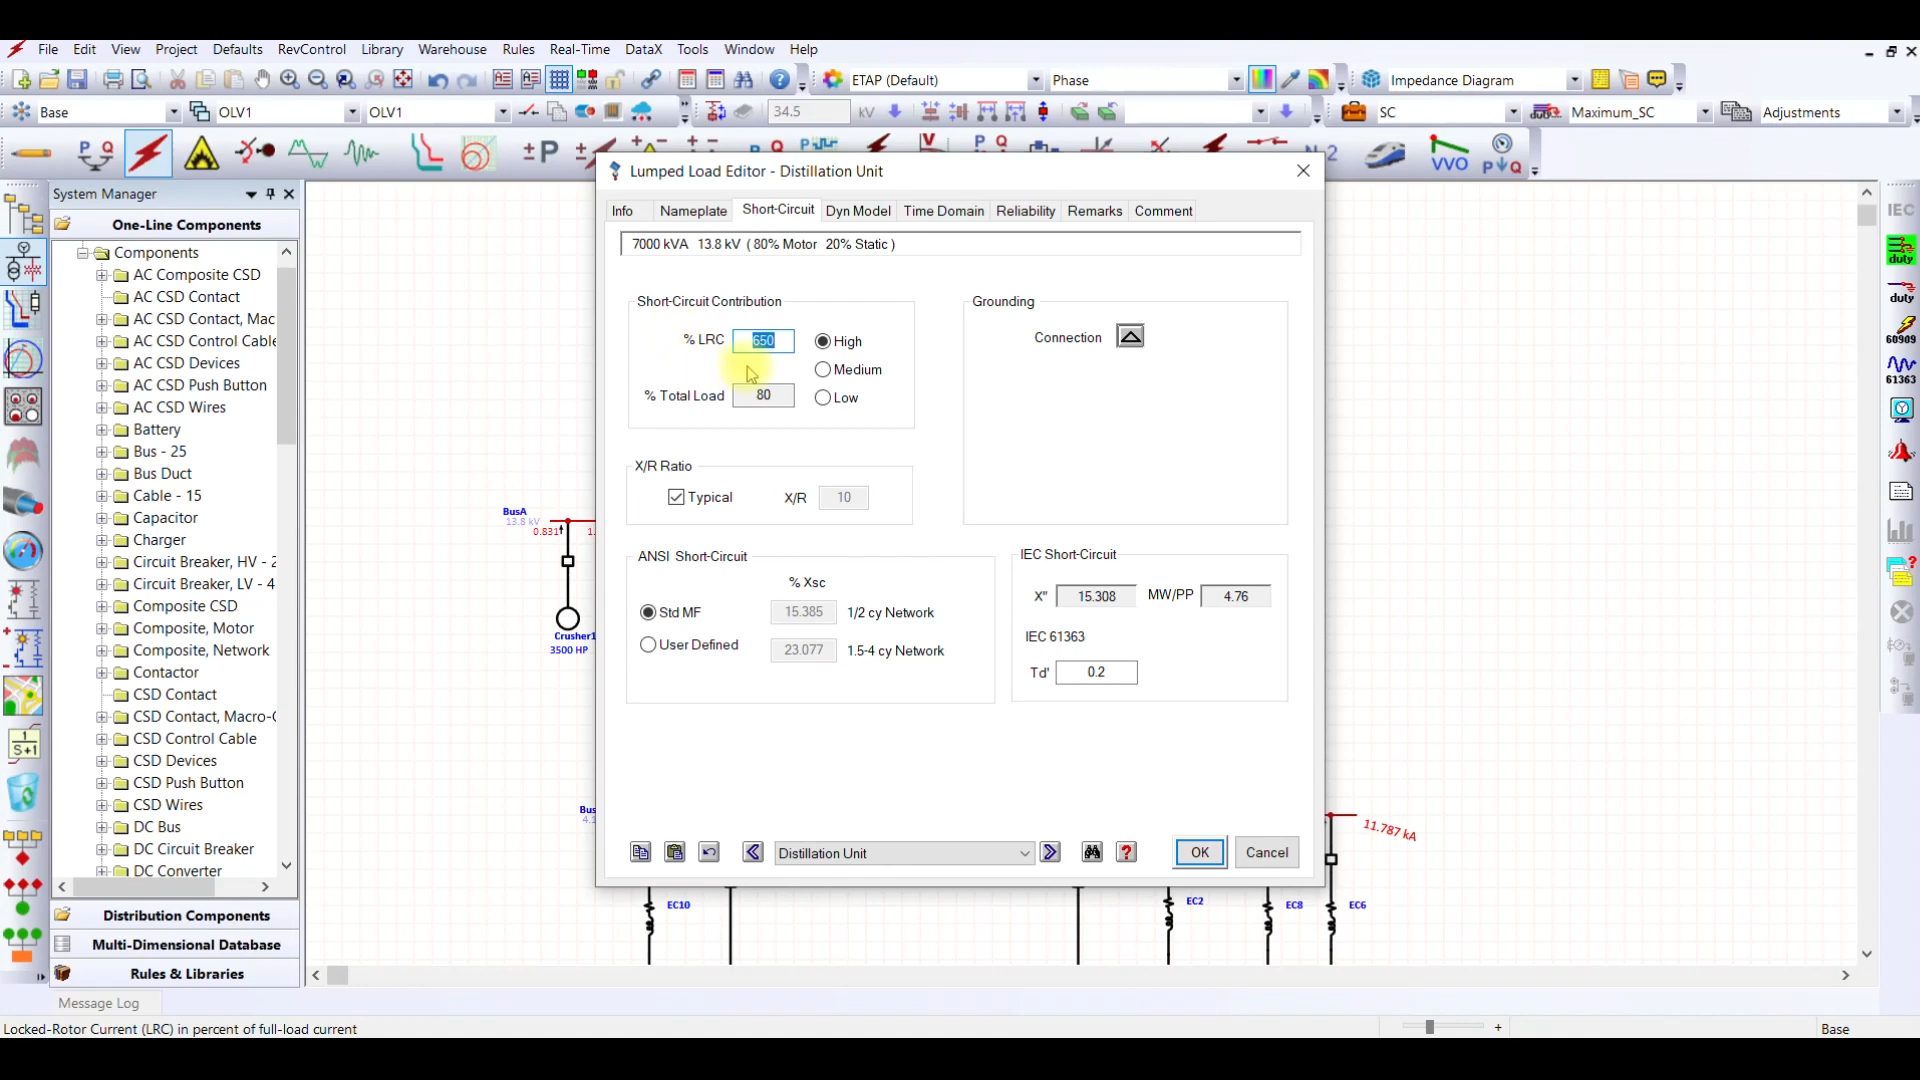 File Edit View Project Defaults RevControl Library Warehouse Rules Real-Time DataX Tools Window Help
ETAP (Default) Phase Impedance Diagram
Base OLV1 OLV1 34.5 kV SC Maximum_SC Adjustments
System Manager
One-Line Components
Components
AC Composite CSD
AC CSD Contact
AC CSD Contact, Mac
AC CSD Control Cable
AC CSD Devices
AC CSD Push Button
AC CSD Wires
Battery
Bus - 25
Bus Duct
Cable - 15
Capacitor
Charger
Circuit Breaker, HV - 2
Circuit Breaker, LV - 4
Composite CSD
Composite, Motor
Composite, Network
Contactor
CSD Contact
CSD Contact, Macro-C
CSD Control Cable
CSD Devices
CSD Push Button
CSD Wires
DC Bus
DC Circuit Breaker
DC Converter
Distribution Components
Multi-Dimensional Database
Rules & Libraries
Message Log
Locked-Rotor Current (LRC) in percent of full-load current
Base
BusA
13.8 kV
0.831
1.
Crusher1
3500 HP
Bus
4.1
11.787 kA
EC10
EC2
EC8
EC6
Lumped Load Editor - Distillation Unit
Info Nameplate Short-Circuit Dyn Model Time Domain Reliability Remarks Comment
7000 kVA 13.8 kV ( 80% Motor 20% Static )
Short-Circuit Contribution
% LRC 650 High
Medium
% Total Load 80 Low
Grounding
Connection
X/R Ratio
Typical X/R 10
ANSI Short-Circuit
% Xsc
Std MF 15.385 1/2 cy Network
User Defined 23.077 1.5-4 cy Network
IEC Short-Circuit
X" 15.308 MW/PP 4.76
IEC 61363
Td' 0.2
Distillation Unit
OK Cancel
IEC
duty
duty
60909
61363
VVO